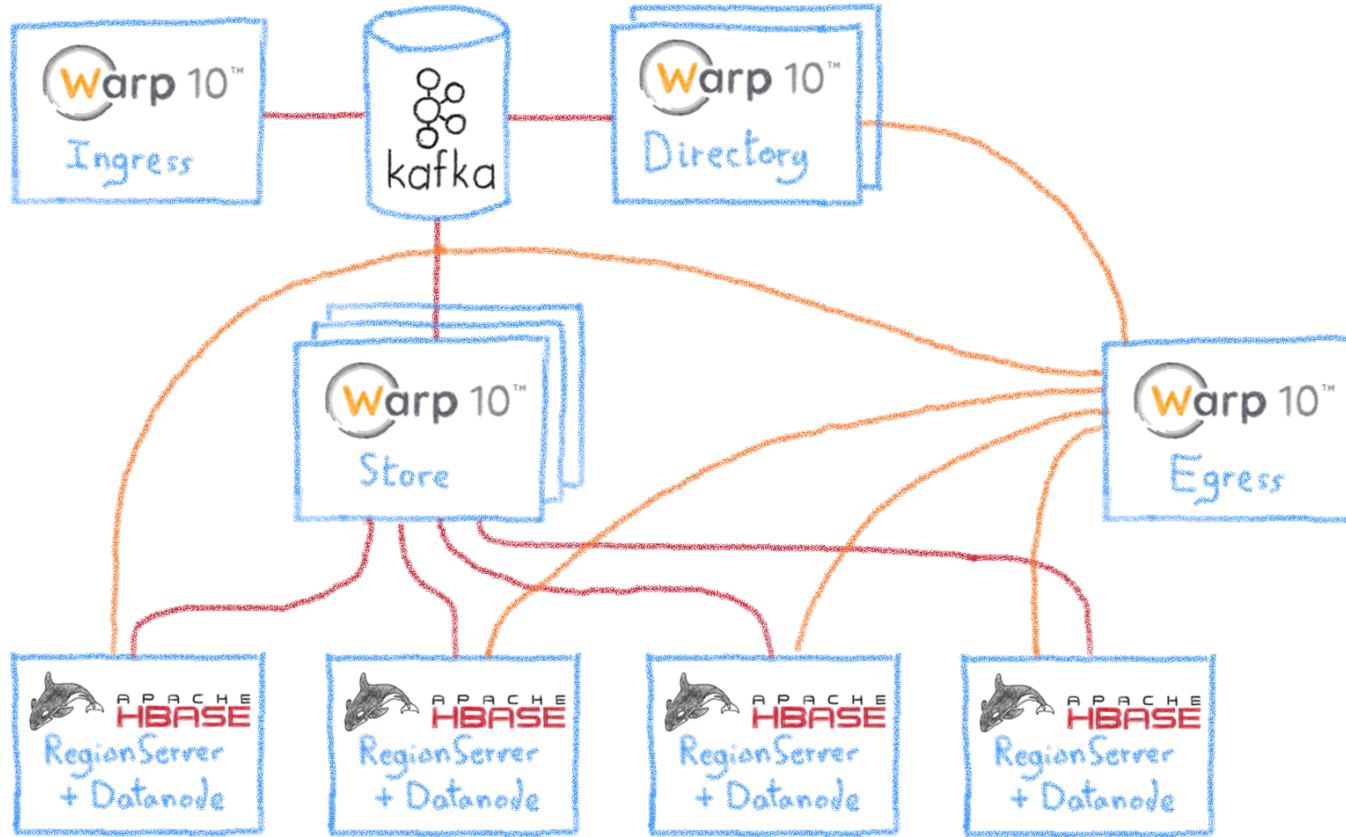 Warp 10™
Ingress
kafka
Warp 10™
Directory
Warp 10™
Store
Warp 10™
Egress
APACHE
HBASE
RegionServer
+ Datanode
APACHE
HBASE
RegionServer
+ Datanode
APACHE
HBASE
RegionServer
+ Datanode
APACHE
HBASE
RegionServer
+ Datanode